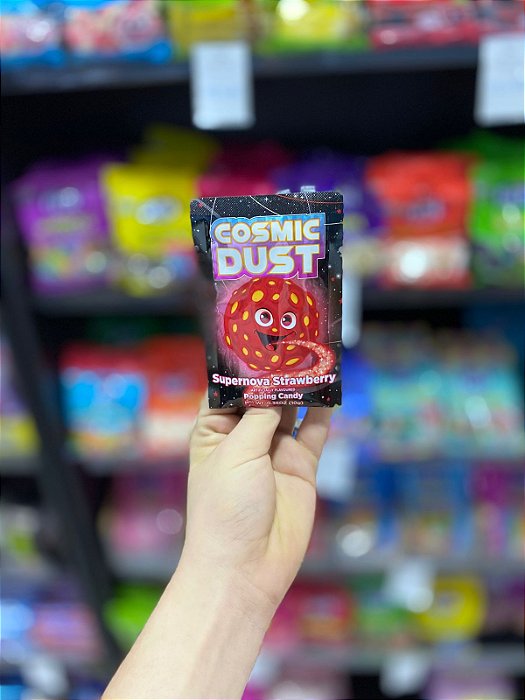 COSMIC
DUST
Supernova Strawberry
Popping Candy